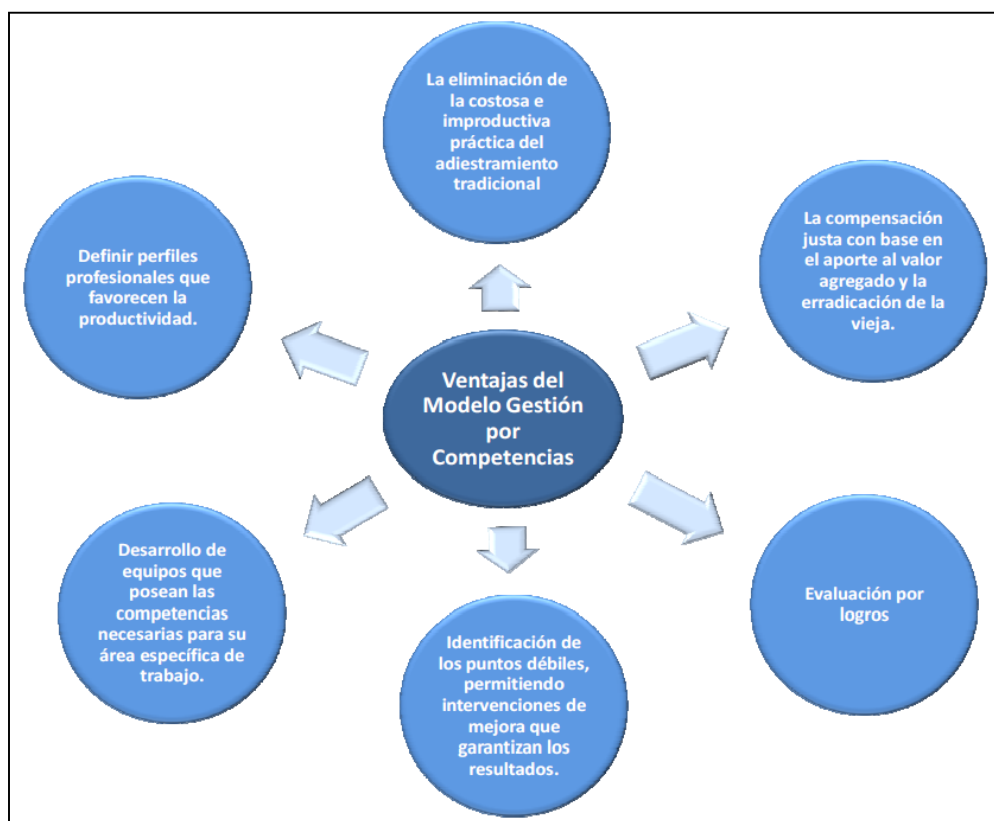 La eliminación de
la costosa e
improductiva
práctica del
adiestramiento
tradicional
La compensación
justa con base en
el aporte al valor
agregado y la
erradicación de la
vieja.
Evaluación por
logros
Identificación de
los puntos débiles,
permitiendo
intervenciones de
mejora que
garantizan los
resultados.
Desarrollo de
equipos que
posean las
competencias
necesarias para su
área específica de
trabajo.
Definir perfiles
profesionales que
favorecen la
productividad.
Ventajas del
Modelo Gestión
por
Competencias